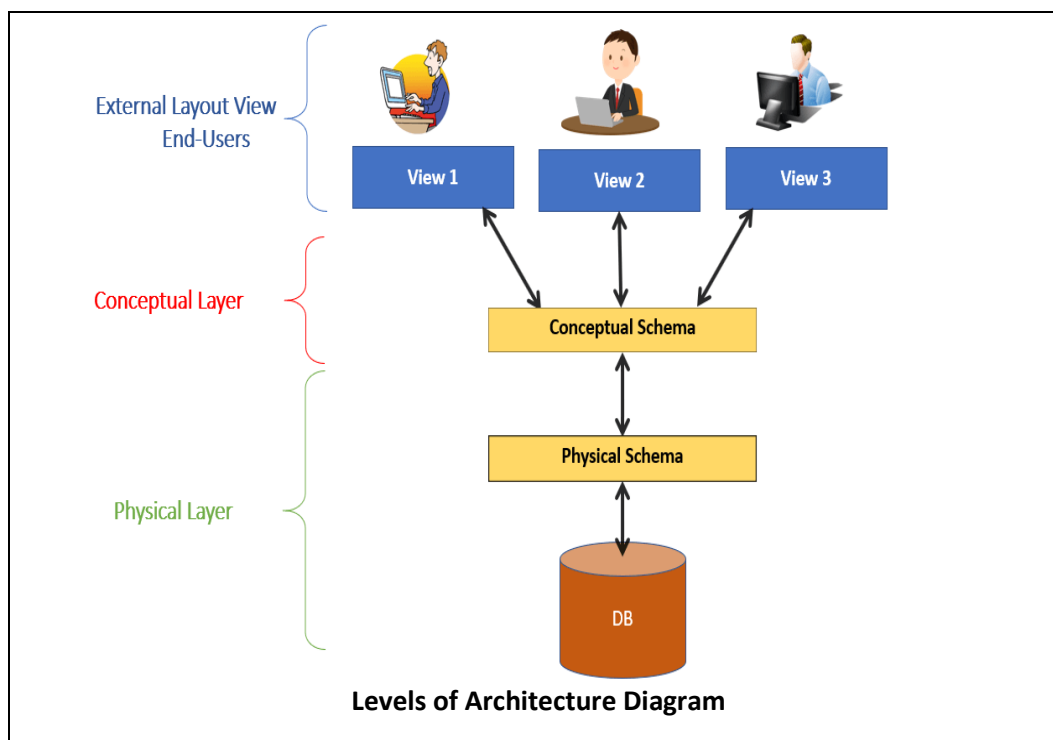 External Layout View
End-Users
View 1
View 2
View 3
Conceptual Layer
Conceptual Schema
Physical Schema
Physical Layer
DB
Levels of Architecture Diagram